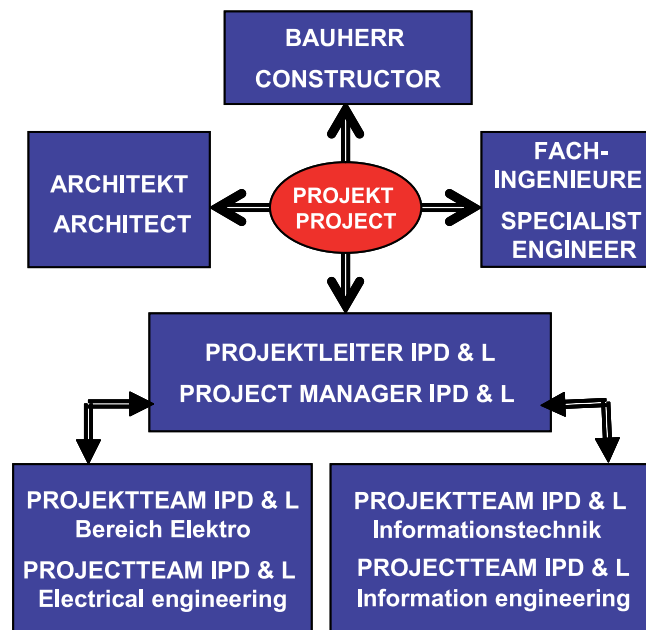 BAUHERR
CONSTRUCTOR
ARCHITEKT
ARCHITECT
PROJEKT
PROJECT
FACH-
INGENIEURE
SPECIALIST
ENGINEER
PROJEKTLEITER IPD & L
PROJECT MANAGER IPD & L
PROJEKTTEAM IPD & L
Bereich Elektro
PROJECTTEAM IPD & L
Electrical engineering
PROJEKTTEAM IPD & L
Informationstechnik
PROJECTTEAM IPD & L
Information engineering